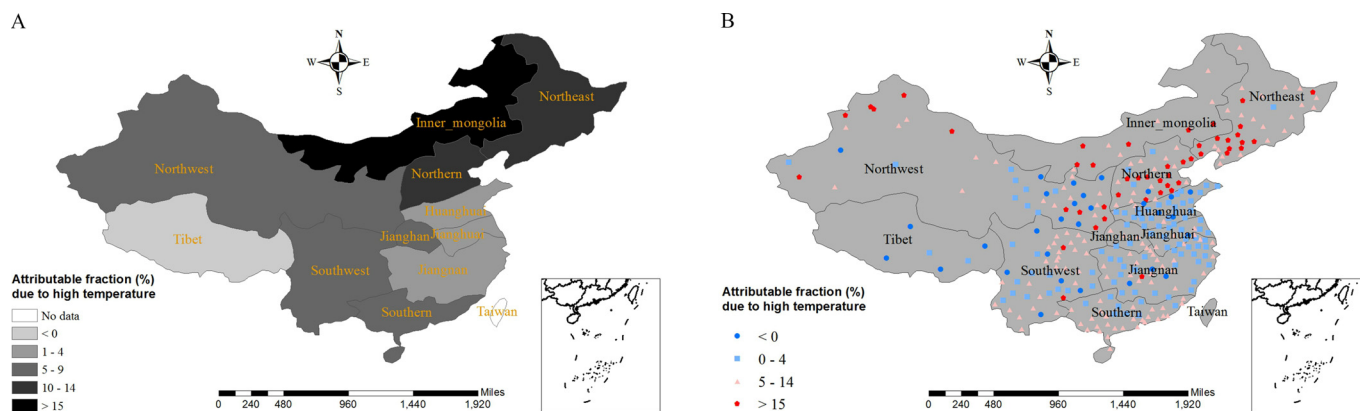 A
N
W
E
S
Northeast
Inner_mongolia
Northwest
Northern
Huanghuai
Tibet
Jianghan
Jianghuai
Southwest
Jiangnan
Southern
Taiwan
Attributable fraction (%)
due to high temperature
No data
< 0
1 - 4
5 - 9
10 - 14
> 15
Miles
0 120 240 480 960 1,440 1,920
B
N
W
E
S
Northeast
Inner_mongolia
Northwest
Northern
Huanghuai
Tibet
Jianghan
Jianghuai
Southwest
Jiangnan
Southern
Taiwan
Attributable fraction (%)
due to high temperature
< 0
0 - 4
5 - 14
> 15
Miles
0 120 240 480 960 1,440 1,920